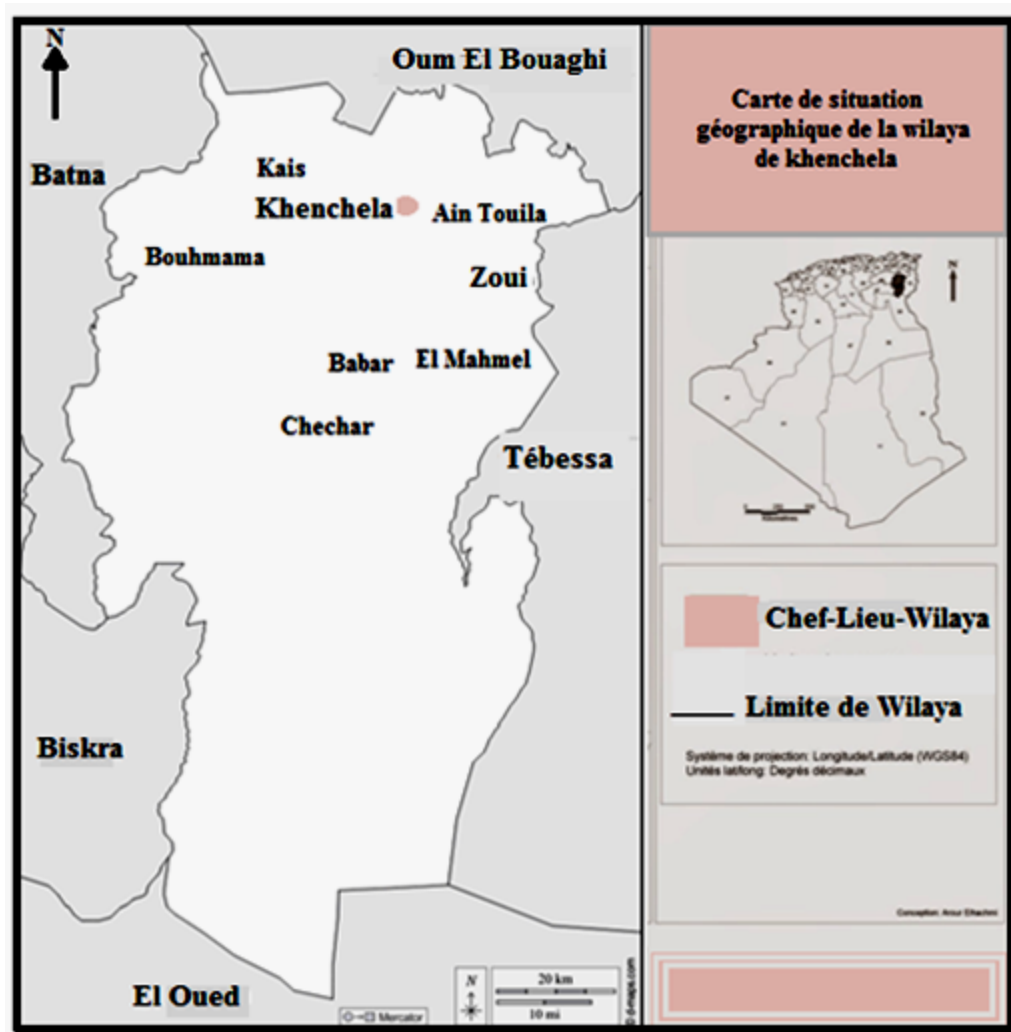 N
Oum El Bouaghi
Batna
Kais
Khenchela
Ain Touila
Bouhmama
Zoui
Babar
El Mahmel
Chechar
Tébessa
Biskra
El Oued
Mercator
N
20 km
10 mi
© d-maps.com
Carte de situation
géographique de la wilaya
de khenchela
N
Chef-Lieu-Wilaya
Limite de Wilaya
Système de projection: Longitude/Latitude (WGS84)
Unités lat/long: Degrés décimaux